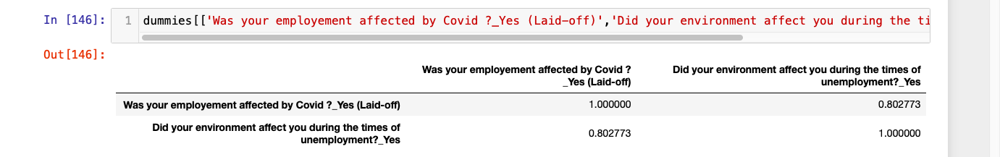 In [146]: 1 dummies[['Was your employement affected by Covid ?_Yes (Laid-off)','Did your environment affect you during the ti
Out[146]:
Was your employement affected by Covid ? Did your environment affect you during the times of
_Yes (Laid-off) unemployment?_Yes
Was your employement affected by Covid ?_Yes (Laid-off) 1.000000 0.802773
Did your environment affect you during the times of
unemployment?_Yes 0.802773 1.000000